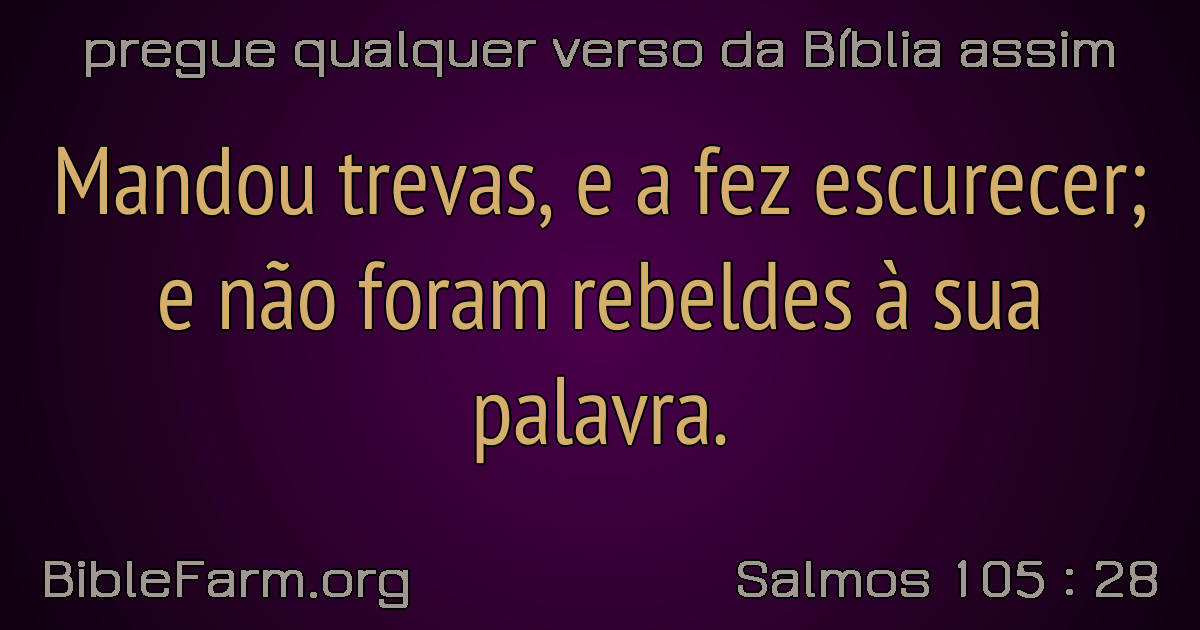 pregue qualquer verso da Bíblia assim
Mandou trevas, e a fez escurecer;
e não foram rebeldes à sua
palavra.
BibleFarm.org
Salmos 105 : 28